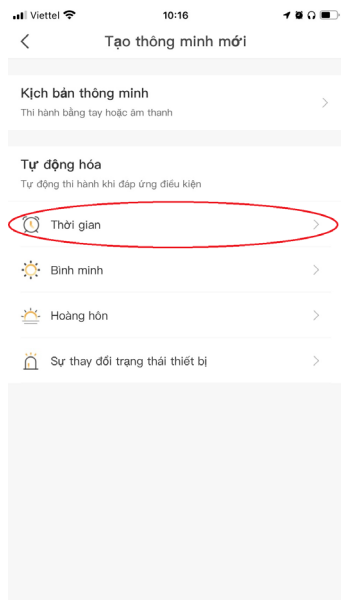 Viettel
10:16
Tạo thông minh mới
Kịch bản thông minh
Thi hành bằng tay hoặc âm thanh
Tự động hóa
Tự động thi hành khi đáp ứng điều kiện
Thời gian
Bình minh
Hoàng hôn
Sự thay đổi trạng thái thiết bị